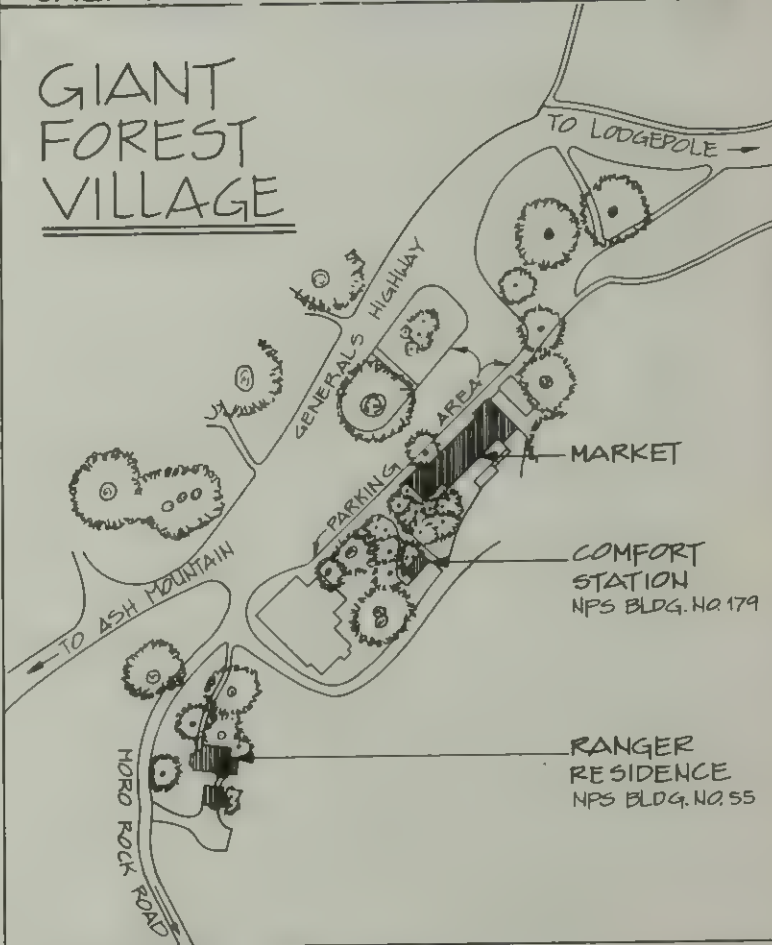 GIANT
FOREST
VILLAGE
TO LODGEPOLE
GENERALS HIGHWAY
PARKING AREA
MARKET
COMFORT
STATION
NPS BLDG. NO. 179
TO ASH MOUNTAIN
RANGER
RESIDENCE
NPS BLDG. NO. 55
MORO ROCK ROAD